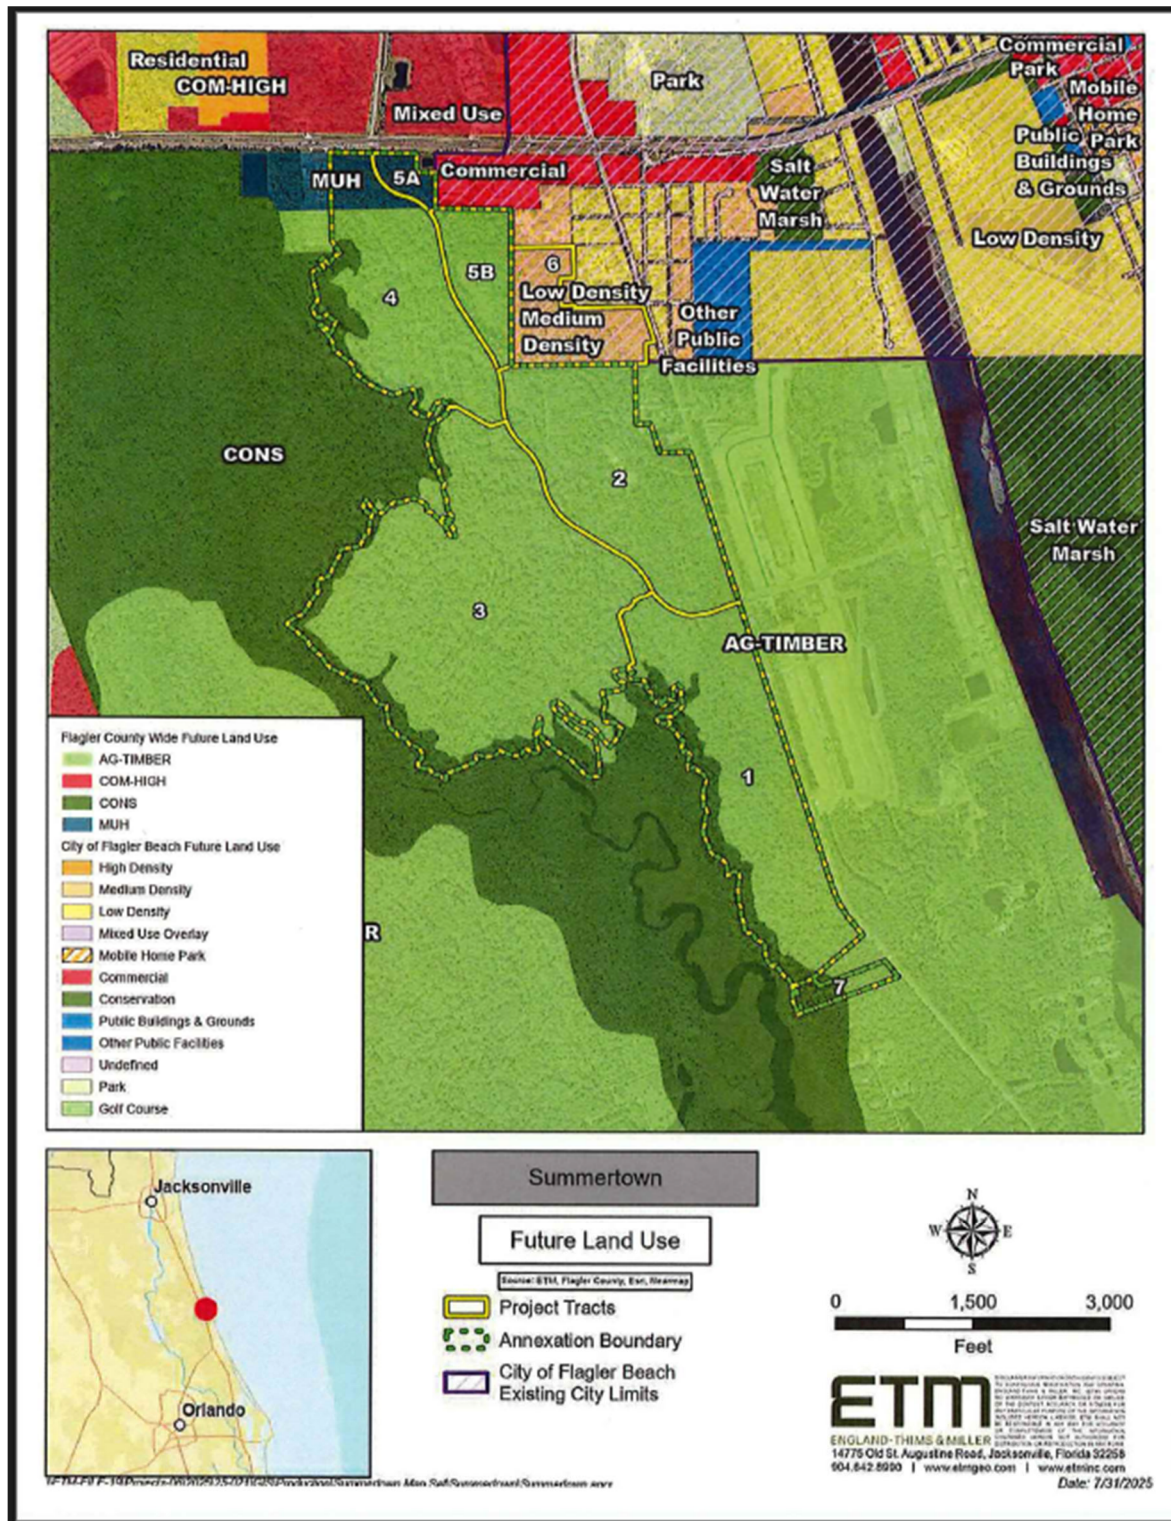 Residential
COM-HIGH
Mixed Use
Park
Commercial
Park
Mobile
Home
Park
Public
Buildings
& Grounds
MUH
5A
Commercial
Salt
Water
Marsh
Low Density
4
5B
6
Low Density
Medium
Density
Other
Public
Facilities
CONS
2
Salt Water
Marsh
3
AG-TIMBER
1
R
7
Flagler County Wide Future Land Use
AG-TIMBER
COM-HIGH
CONS
MUH
City of Flagler Beach Future Land Use
High Density
Medium Density
Low Density
Mixed Use Overlay
Mobile Home Park
Commercial
Conservation
Public Buildings & Grounds
Other Public Facilities
Undefined
Park
Golf Course
Jacksonville
Orlando
Summertown
Future Land Use
Source: ETM, Flagler County, Esri, Nearmap
Project Tracts
Annexation Boundary
City of Flagler Beach
Existing City Limits
N
W E
S
0 1,500 3,000
Feet
ETM
ENGLAND-THIMS & MILLER
14775 Old St. Augustine Road, Jacksonville, Florida 32258
904.642.8990 | www.etmgeo.com | www.etminc.com
Date: 7/31/2025